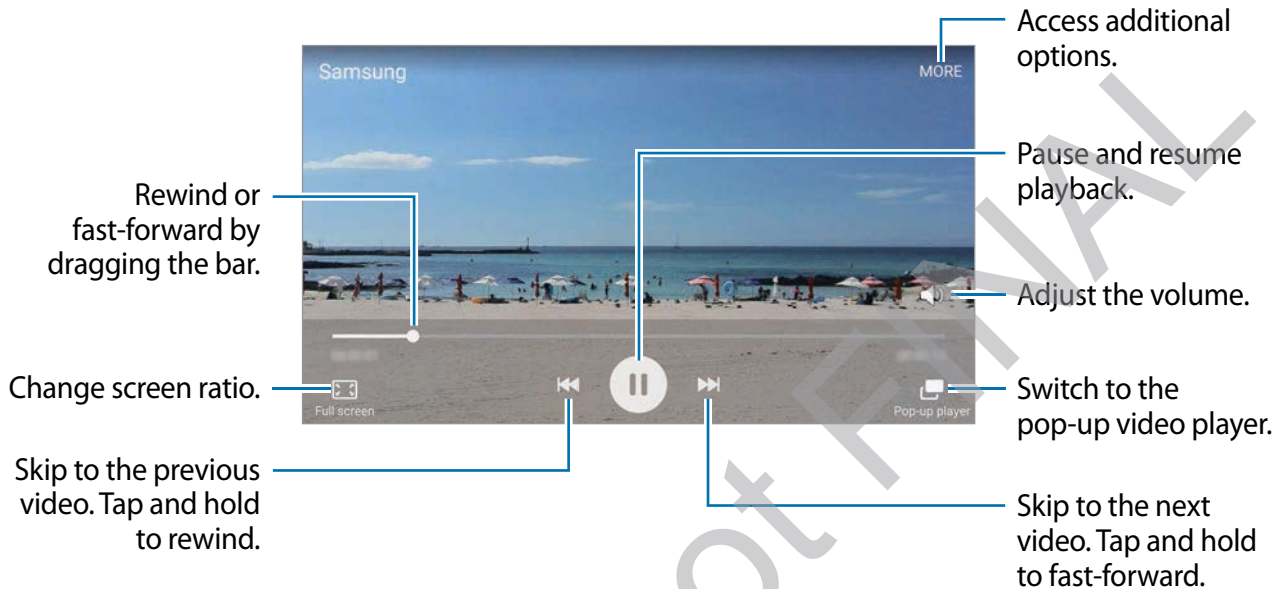 Access additional
options.
Samsung
MORE
Pause and resume
playback.
Rewind or
fast-forward by
dragging the bar.
Adjust the volume.
Change screen ratio.
Full screen
Pop-up player
Switch to the
pop-up video player.
Skip to the previous
video. Tap and hold
to rewind.
Skip to the next
video. Tap and hold
to fast-forward.
ot FINAL